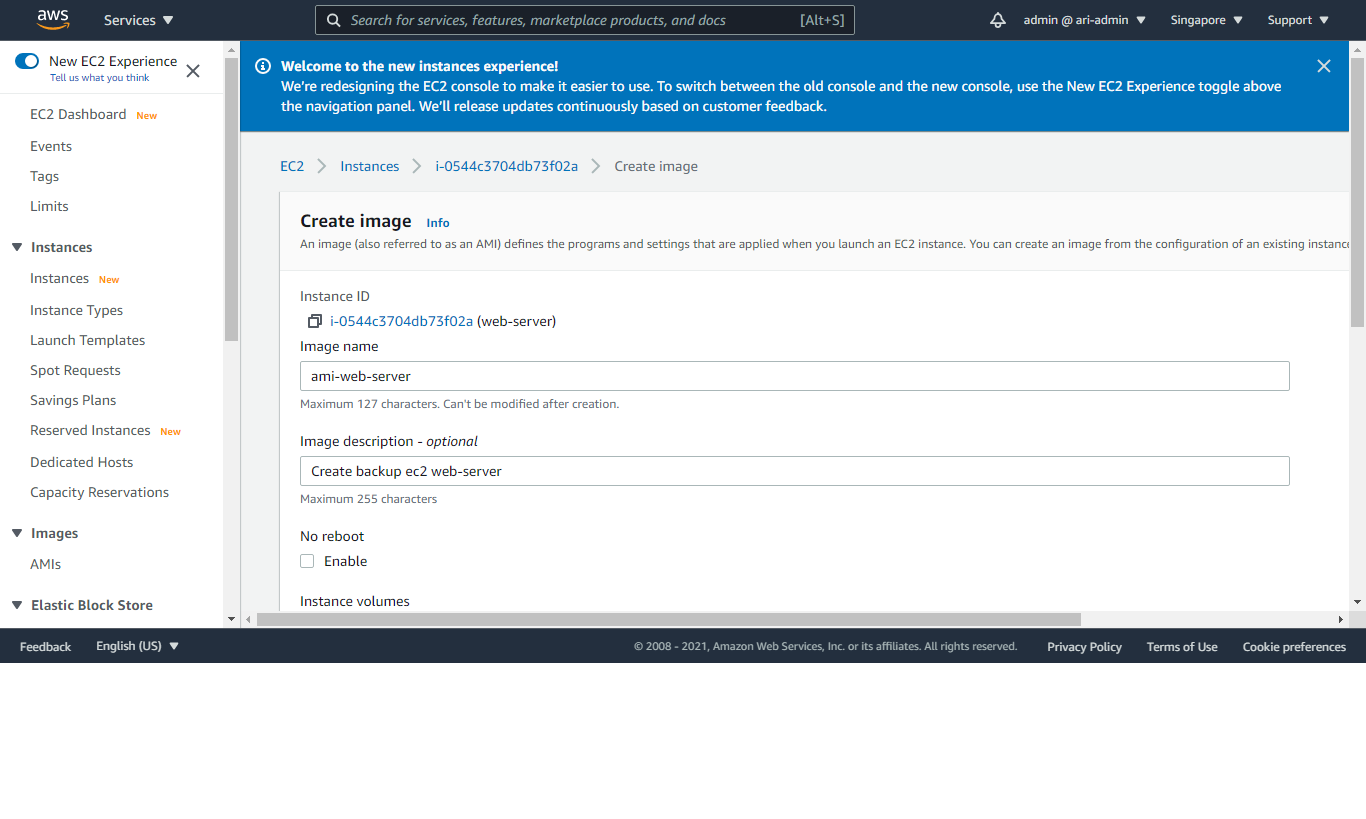 aws
Services
Search for services, features, marketplace products, and docs
[Alt+S]
admin @ ari-admin
Singapore
Support
New EC2 Experience
Tell us what you think
EC2 Dashboard New
Events
Tags
Limits
Instances
Instances New
Instance Types
Launch Templates
Spot Requests
Savings Plans
Reserved Instances New
Dedicated Hosts
Capacity Reservations
Images
AMIs
Elastic Block Store
Welcome to the new instances experience!
We're redesigning the EC2 console to make it easier to use. To switch between the old console and the new console, use the New EC2 Experience toggle above
the navigation panel. We'll release updates continuously based on customer feedback.
EC2
Instances
i-0544c3704db73f02a
Create image
Create image Info
An image (also referred to as an AMI) defines the programs and settings that are applied when you launch an EC2 instance. You can create an image from the configuration of an existing instance
Instance ID
i-0544c3704db73f02a (web-server)
Image name
ami-web-server
Maximum 127 characters. Can't be modified after creation.
Image description - optional
Create backup ec2 web-server
Maximum 255 characters
No reboot
Enable
Instance volumes
Feedback
English (US)
© 2008 - 2021, Amazon Web Services, Inc. or its affiliates. All rights reserved.
Privacy Policy
Terms of Use
Cookie preferences